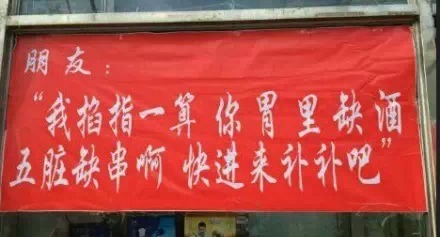 朋友：
“我掐指一算 你胃里缺酒
五脏缺串啊 快进来补补吧”